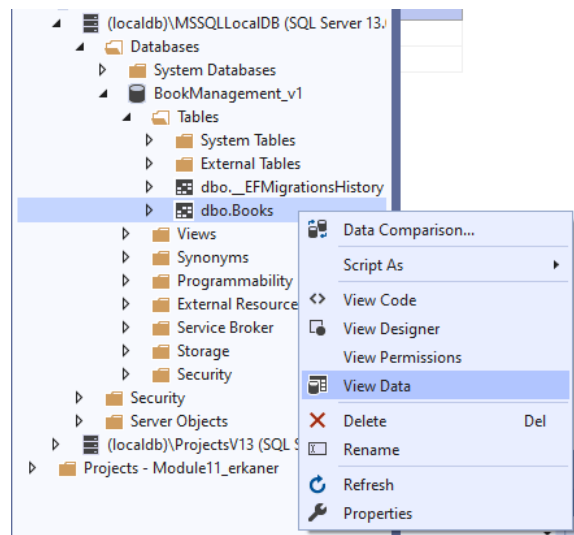 (localdb)\MSSQLLocalDB (SQL Server 13.
Databases
System Databases
BookManagement_v1
Tables
System Tables
External Tables
dbo.__EFMigrationsHistory
dbo.Books
Views
Synonyms
Programmability
External Resource
Service Broker
Storage
Security
Security
Server Objects
(localdb)\ProjectsV13 (SQL S
Projects - Module11_erkaner
Data Comparison...
Script As
View Code
View Designer
View Permissions
View Data
Delete Del
Rename
Refresh
Properties